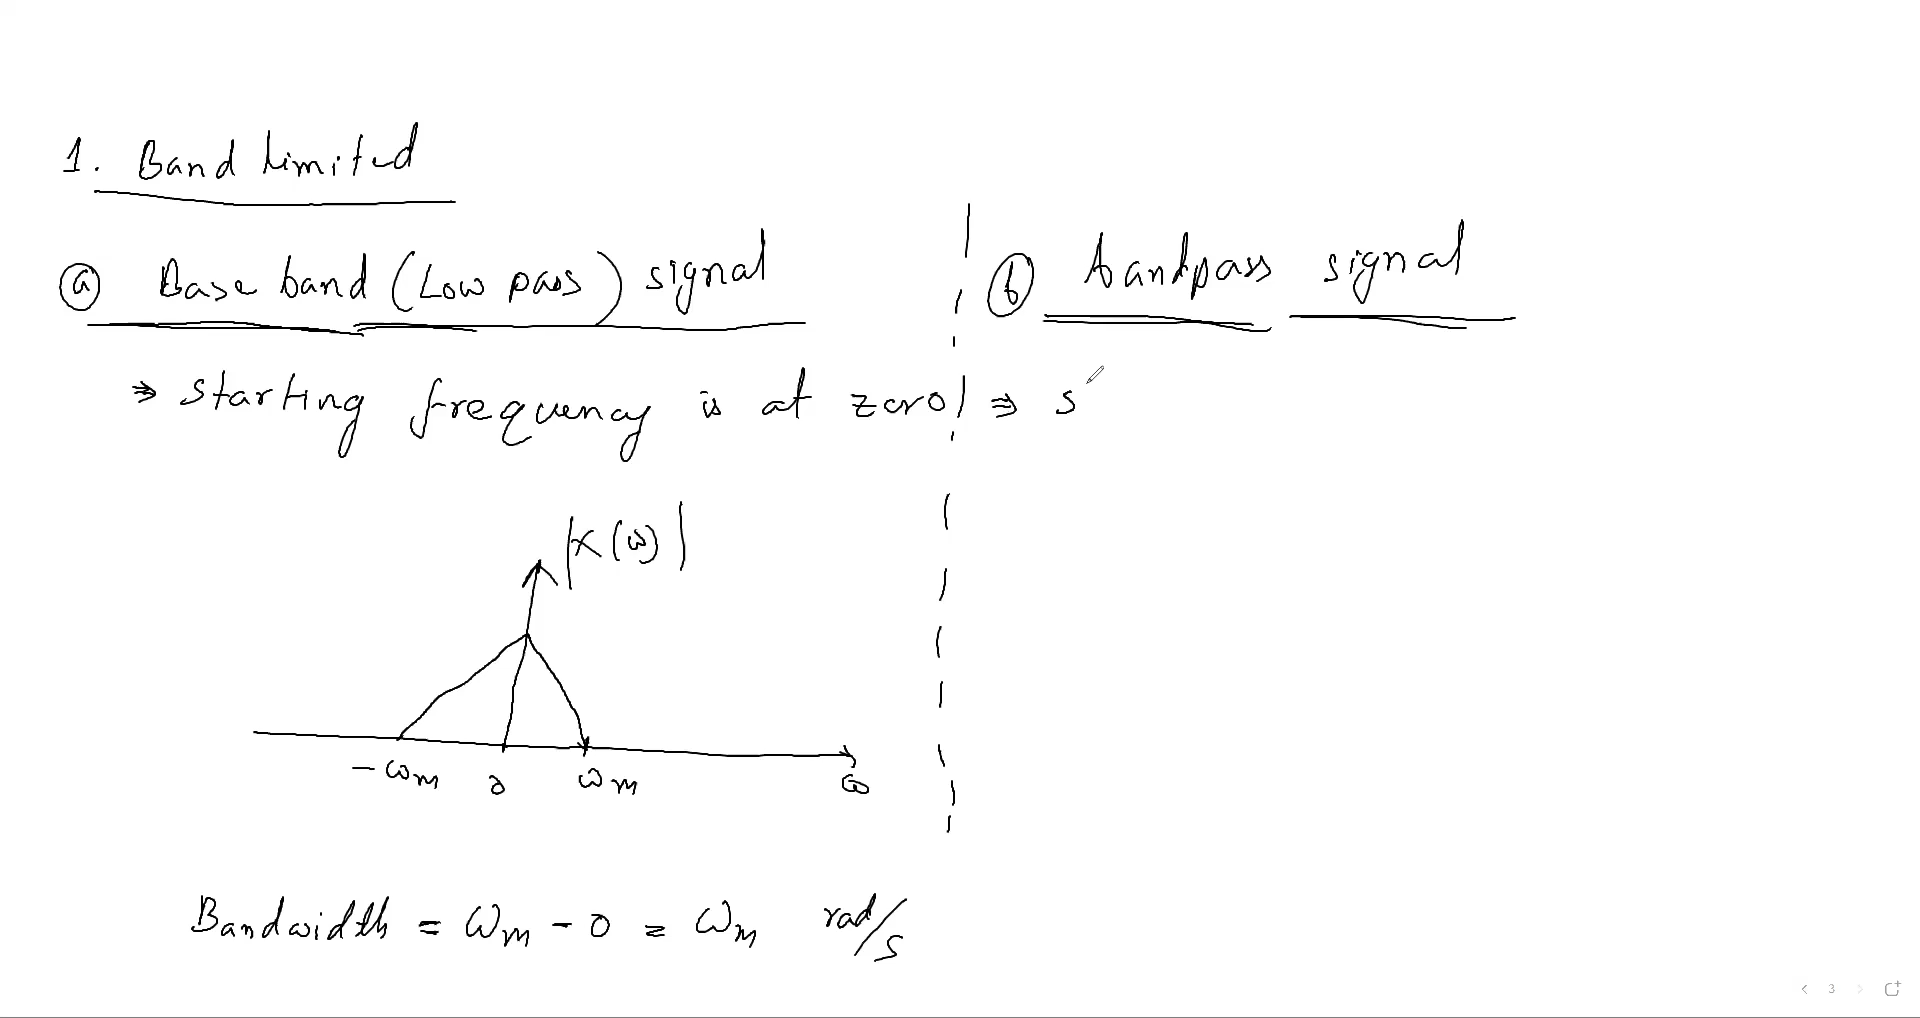 1. Band limited
(a) Base band (Low pass) signal
⇒ starting frequency is at zero
|X(ω)|
-ωm 0 ωm ω
Bandwidth = ωm - 0 = ωm rad/s
(b) bandpass signal
⇒ s
3